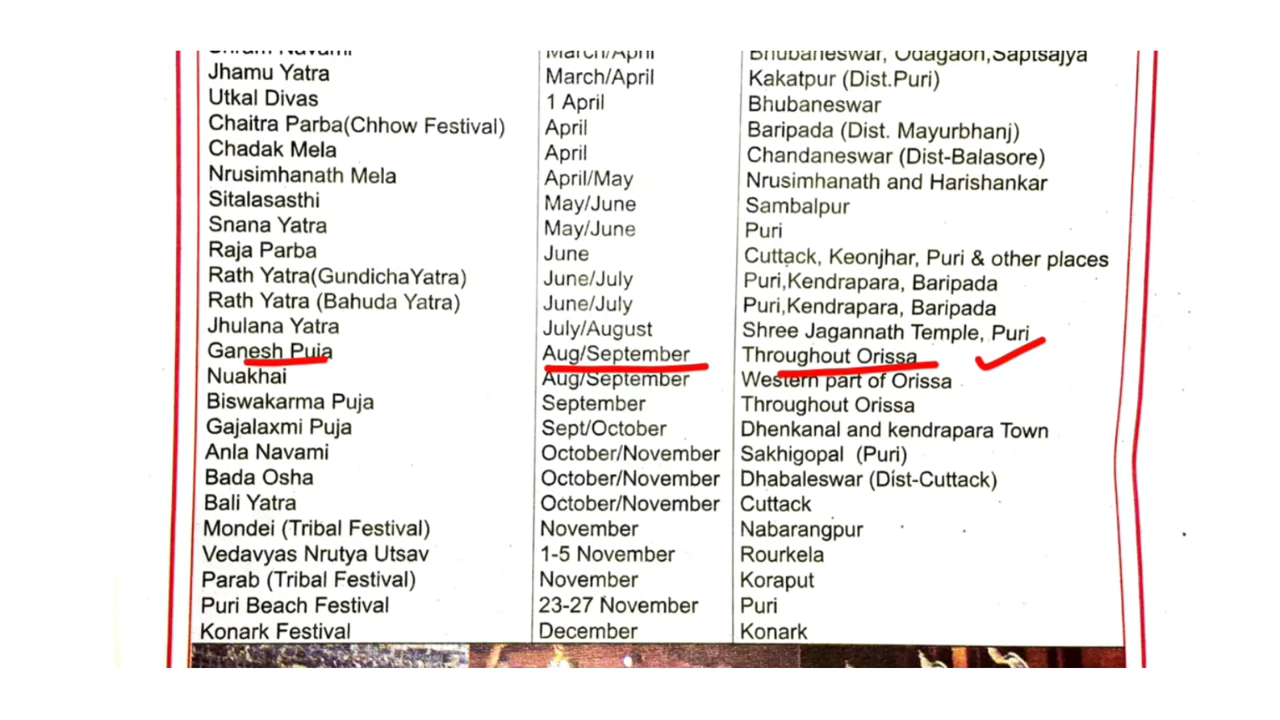 Shram Navami March/April Bhubaneswar, Odagaon,Saptsajya
Jhamu Yatra March/April Kakatpur (Dist.Puri)
Utkal Divas 1 April Bhubaneswar
Chaitra Parba(Chhow Festival) April Baripada (Dist. Mayurbhanj)
Chadak Mela April Chandaneswar (Dist-Balasore)
Nrusimhanath Mela April/May Nrusimhanath and Harishankar
Sitalasasthi May/June Sambalpur
Snana Yatra May/June Puri
Raja Parba June Cuttack, Keonjhar, Puri & other places
Rath Yatra(GundichaYatra) June/July Puri,Kendrapara, Baripada
Rath Yatra (Bahuda Yatra) June/July Puri,Kendrapara, Baripada
Jhulana Yatra July/August Shree Jagannath Temple, Puri
Ganesh Puja Aug/September Throughout Orissa
Nuakhai Aug/September Western part of Orissa
Biswakarma Puja September Throughout Orissa
Gajalaxmi Puja Sept/October Dhenkanal and kendrapara Town
Anla Navami October/November Sakhigopal (Puri)
Bada Osha October/November Dhabaleswar (Dist-Cuttack)
Bali Yatra October/November Cuttack
Mondei (Tribal Festival) November Nabarangpur
Vedavyas Nrutya Utsav 1-5 November Rourkela
Parab (Tribal Festival) November Koraput
Puri Beach Festival 23-27 November Puri
Konark Festival December Konark